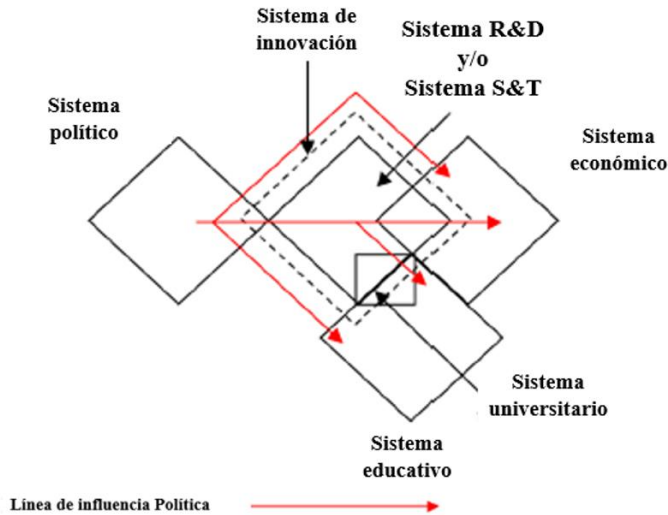 Sistema de
innovación
Sistema R&D
y/o
Sistema S&T
Sistema
político
Sistema
económico
Sistema
universitario
Sistema
educativo
Línea de influencia Política